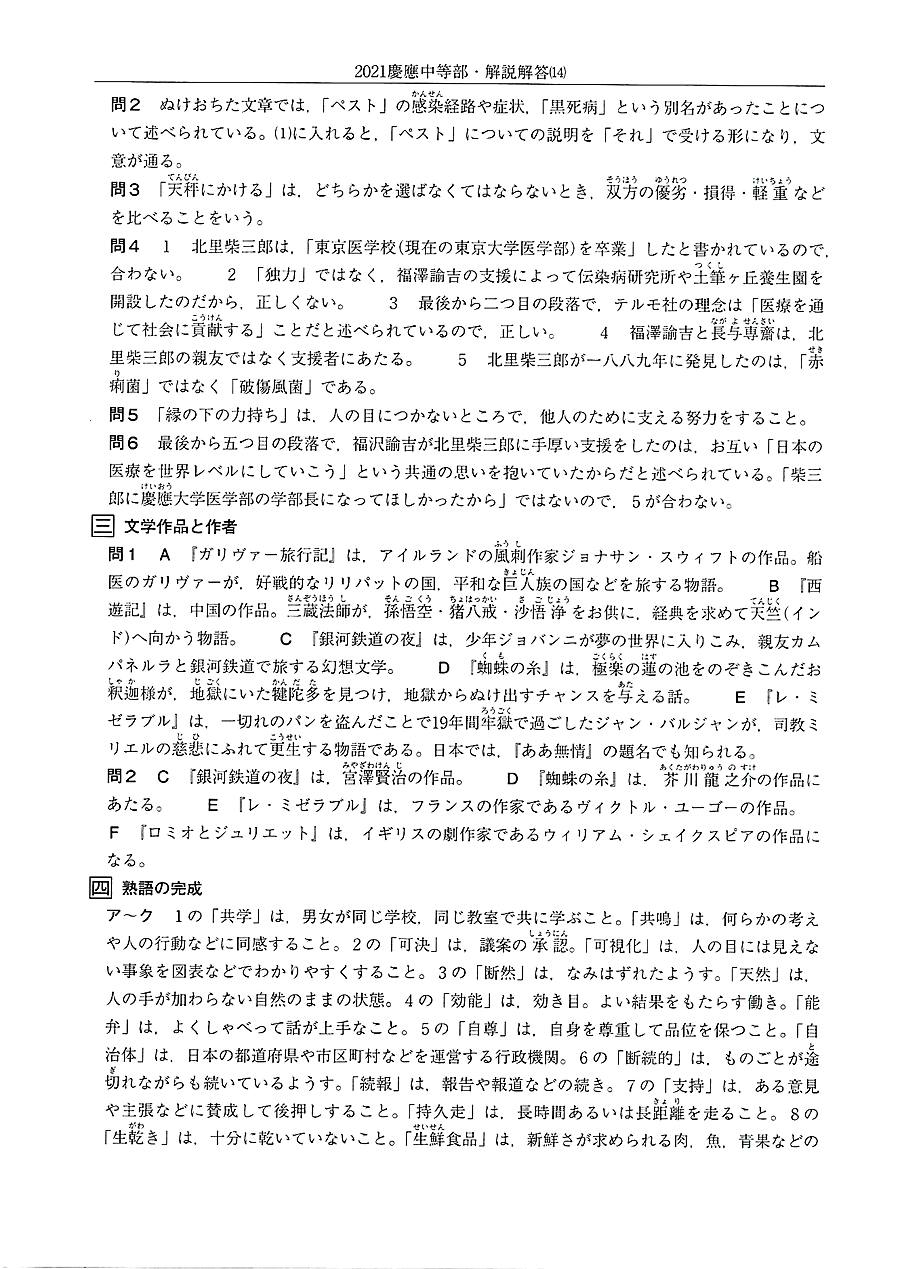 2021慶應中等部・解説解答⒁
問2　ぬけおちた文章では，「ペスト」の感染経路や症状，「黒死病」という別名があったことにつ
いて述べられている。⑴に入れると，「ペスト」についての説明を「それ」で受ける形になり，文
意が通る。
問3　「天秤にかける」は，どちらかを選ばなくてはならないとき，双方の優劣・損得・軽重など
を比べることをいう。
問4　1　北里柴三郎は，「東京医学校(現在の東京大学医学部)を卒業」したと書かれているので，
合わない。　　2　「独力」ではなく，福澤諭吉の支援によって伝染病研究所や土筆ヶ丘養生園を
開設したのだから，正しくない。　　3　最後から二つ目の段落で，テルモ社の理念は「医療を通
じて社会に貢献する」ことだと述べられているので，正しい。　　4　福澤諭吉と長与専齋は，北
里柴三郎の親友ではなく支援者にあたる。　　5　北里柴三郎が一八八九年に発見したのは，「赤
痢菌」ではなく「破傷風菌」である。
問5　「縁の下の力持ち」は，人の目につかないところで，他人のために支える努力をすること。
問6　最後から五つ目の段落で，福沢諭吉が北里柴三郎に手厚い支援をしたのは，お互い「日本の
医療を世界レベルにしていこう」という共通の思いを抱いていたからだと述べられている。「柴三
郎に慶應大学医学部の学部長になってほしかったから」ではないので，5が合わない。
三　文学作品と作者
問1　A　『ガリヴァー旅行記』は，アイルランドの風刺作家ジョナサン・スウィフトの作品。船
医のガリヴァーが，好戦的なリリパットの国，平和な巨人族の国などを旅する物語。　　B　『西
遊記』は，中国の作品。三蔵法師が，孫悟空・猪八戒・沙悟浄をお供に，経典を求めて天竺(イン
ド)へ向かう物語。　　C　『銀河鉄道の夜』は，少年ジョバンニが夢の世界に入りこみ，親友カム
パネルラと銀河鉄道で旅する幻想文学。　　D　『蜘蛛の糸』は，極楽の蓮の池をのぞきこんだお
釈迦様が，地獄にいた犍陀多を見つけ，地獄からぬけ出すチャンスを与える話。　　E　『レ・ミ
ゼラブル』は，一切れのパンを盗んだことで19年間牢獄で過ごしたジャン・バルジャンが，司教ミ
リエルの慈悲にふれて更生する物語である。日本では，『ああ無情』の題名でも知られる。
問2　C　『銀河鉄道の夜』は，宮澤賢治の作品。　　D　『蜘蛛の糸』は，芥川龍之介の作品に
あたる。　　E　『レ・ミゼラブル』は，フランスの作家であるヴィクトル・ユーゴーの作品。
F　『ロミオとジュリエット』は，イギリスの劇作家であるウィリアム・シェイクスピアの作品に
なる。
四　熟語の完成
ア～ク　1の「共学」は，男女が同じ学校，同じ教室で共に学ぶこと。「共鳴」は，何らかの考え
や人の行動などに同感すること。2の「可決」は，議案の承認。「可視化」は，人の目には見えな
い事象を図表などでわかりやすくすること。3の「断然」は，なみはずれたようす。「天然」は，
人の手が加わらない自然のままの状態。4の「効能」は，効き目。よい結果をもたらす働き。「能
弁」は，よくしゃべって話が上手なこと。5の「自尊」は，自身を尊重して品位を保つこと。「自
治体」は，日本の都道府県や市区町村などを運営する行政機関。6の「断続的」は，ものごとが途
切れながらも続いているようす。「続報」は，報告や報道などの続き。7の「支持」は，ある意見
や主張などに賛成して後押しすること。「持久走」は，長時間あるいは長距離を走ること。8の
「生乾き」は，十分に乾いていないこと。「生鮮食品」は，新鮮さが求められる肉，魚，青果などの